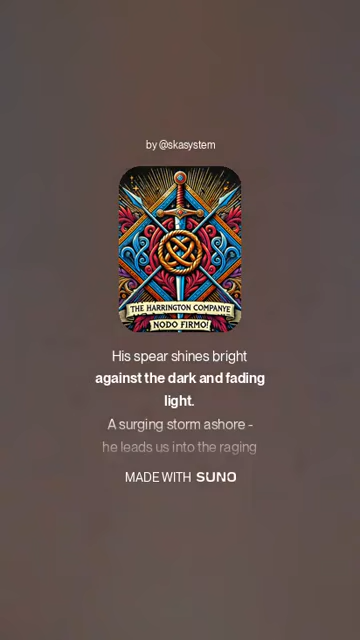 by @skasystem
THE HARRINGTON COMPANYE
NODO FIRMO!
His spear shines bright
against the dark and fading
light.
A surging storm ashore -
he leads us into the raging
MADE WITH SUNO